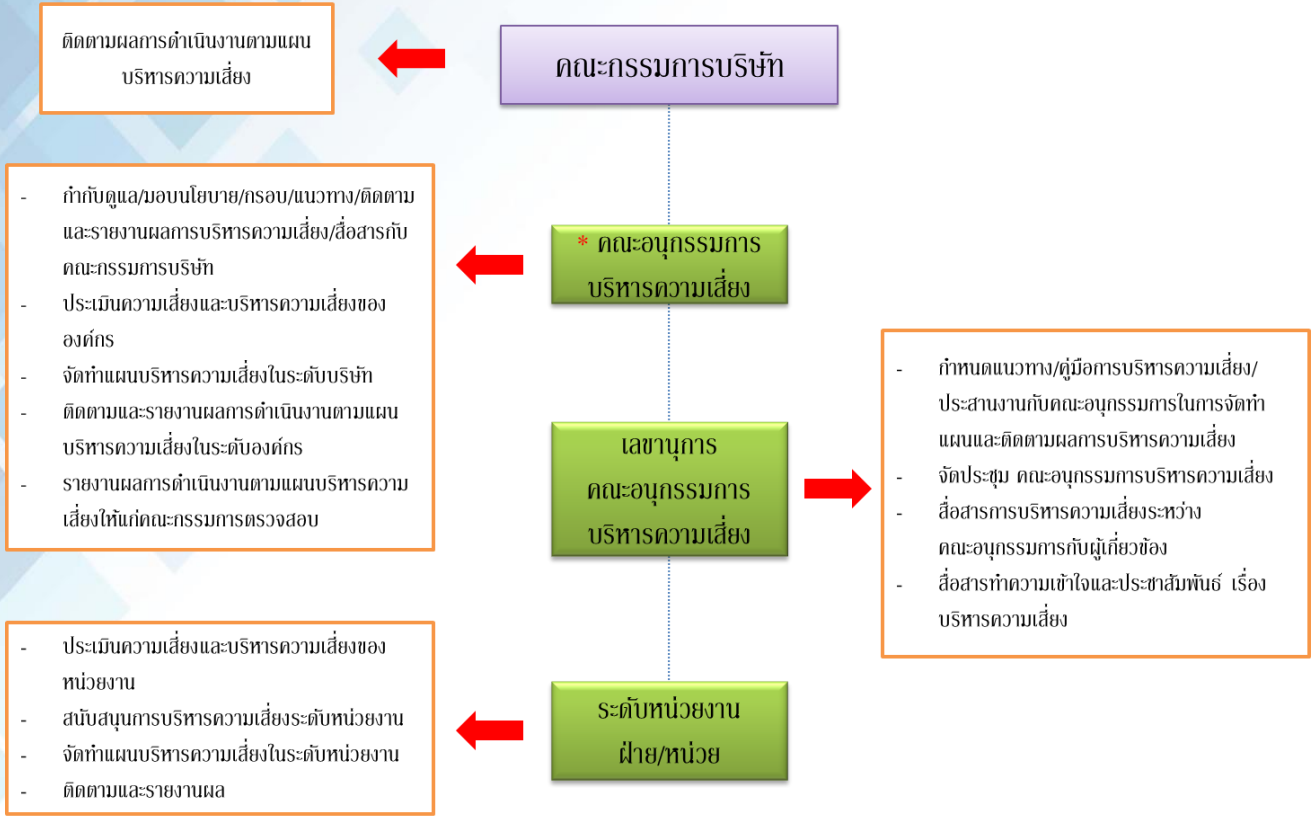 ติดตามผลการดำเนินงานตามแผน
บริหารความเสี่ยง
คณะกรรมการบริษัท
- กำกับดูแล/มอบนโยบาย/กรอบ/แนวทาง/ติดตาม
และรายงานผลการบริหารความเสี่ยง/สื่อสารกับ
คณะกรรมการบริษัท
- ประเมินความเสี่ยงและบริหารความเสี่ยงของ
องค์กร
- จัดทำแผนบริหารความเสี่ยงในระดับบริษัท
- ติดตามและรายงานผลการดำเนินงานตามแผน
บริหารความเสี่ยงในระดับองค์กร
- รายงานผลการดำเนินงานตามแผนบริหารความ
เสี่ยงให้แก่คณะกรรมการตรวจสอบ
* คณะอนุกรรมการ
บริหารความเสี่ยง
เลขานุการ
คณะอนุกรรมการ
บริหารความเสี่ยง
- กำหนดแนวทาง/คู่มือการบริหารความเสี่ยง/
ประสานงานกับคณะอนุกรรมการในการจัดทำ
แผนและติดตามผลการบริหารความเสี่ยง
- จัดประชุม คณะอนุกรรมการบริหารความเสี่ยง
- สื่อสารการบริหารความเสี่ยงระหว่าง
คณะอนุกรรมการกับผู้เกี่ยวข้อง
- สื่อสารทำความเข้าใจและประชาสัมพันธ์ เรื่อง
บริหารความเสี่ยง
- ประเมินความเสี่ยงและบริหารความเสี่ยงของ
หน่วยงาน
- สนับสนุนการบริหารความเสี่ยงระดับหน่วยงาน
- จัดทำแผนบริหารความเสี่ยงในระดับหน่วยงาน
- ติดตามและรายงานผล
ระดับหน่วยงาน
ฝ่าย/หน่วย